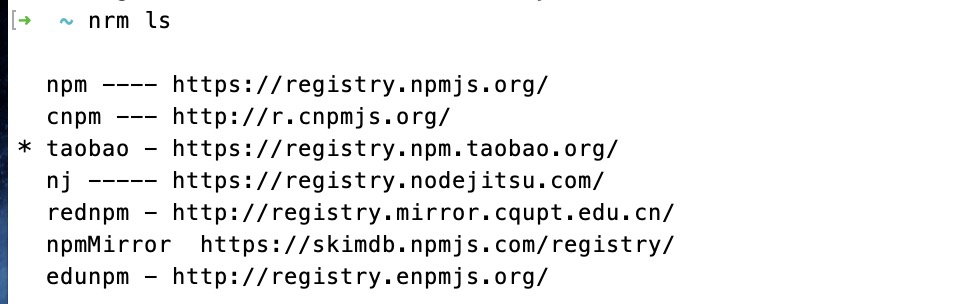 [➜  ~ nrm ls
npm ---- https://registry.npmjs.org/
cnpm --- http://r.cnpmjs.org/
* taobao - https://registry.npm.taobao.org/
nj ----- https://registry.nodejitsu.com/
rednpm - http://registry.mirror.cqupt.edu.cn/
npmMirror  https://skimdb.npmjs.com/registry/
edunpm - http://registry.enpmjs.org/